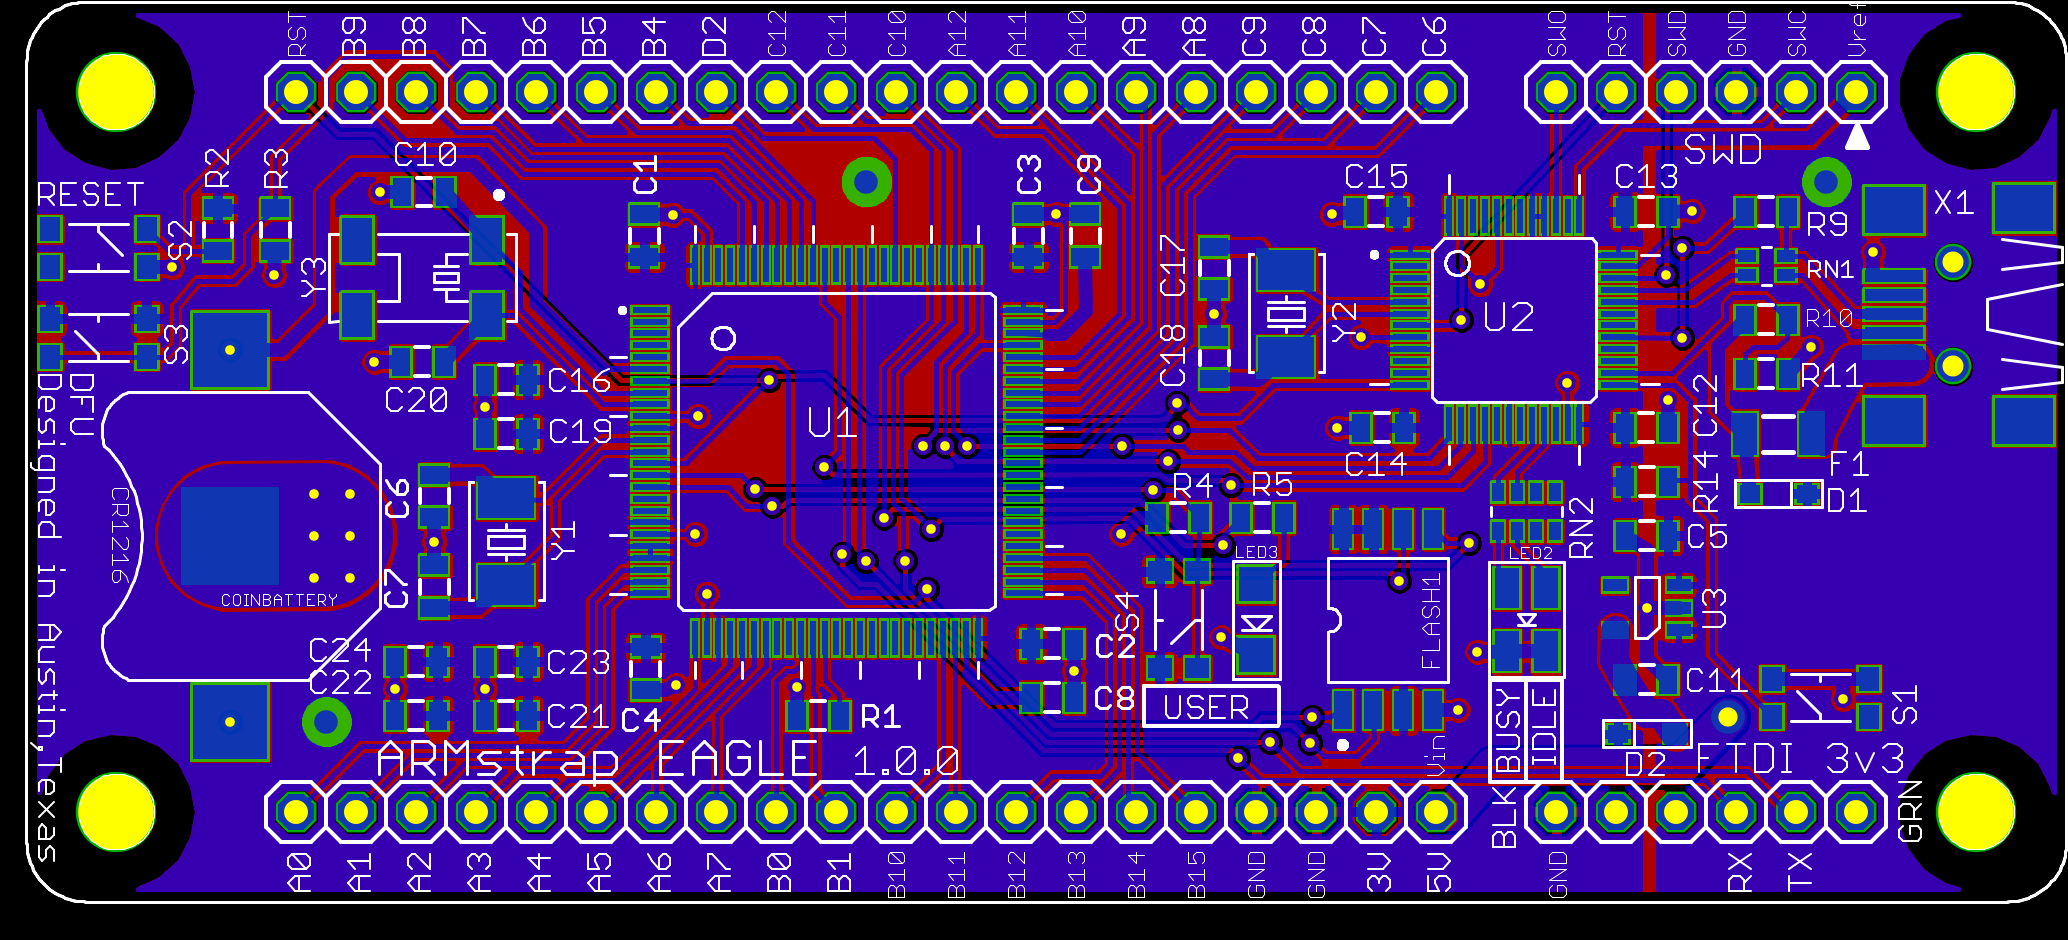 RST B9 B8 B7 B6 B5 B4 D2 C12 C11 C10 A12 A11 A10 A9 A8 C9 C8 C7 C6 SWO RST SWD GND SWC Vref
SWD
RESET
R2
R3
C10
C1
C3
C9
C15
C13
R9
X1
S2
Y3
C17
RN1
U2
R10
S3
Y2
C18
R11
DFU
C20
C16
U1
C19
C12
C14
F1
D1
R14
R4
R5
RN2
C6
CR1216
Y1
C5
LED3
LED2
C7
COINBATTERY
S4
FLASH1
U3
Designed in Austin,Texas
C24
C22
C23
C21
C2
C8
C4
R1
USER
BUSY
IDLE
C11
S1
D2
ARMstrap EAGLE 1.0.0
Vin
FTDI 3v3
BLK
GRN
A0 A1 A2 A3 A4 A5 A6 A7 B0 B1 B10 B11 B12 B13 B14 B15 GND GND 3V 5V GND RX TX